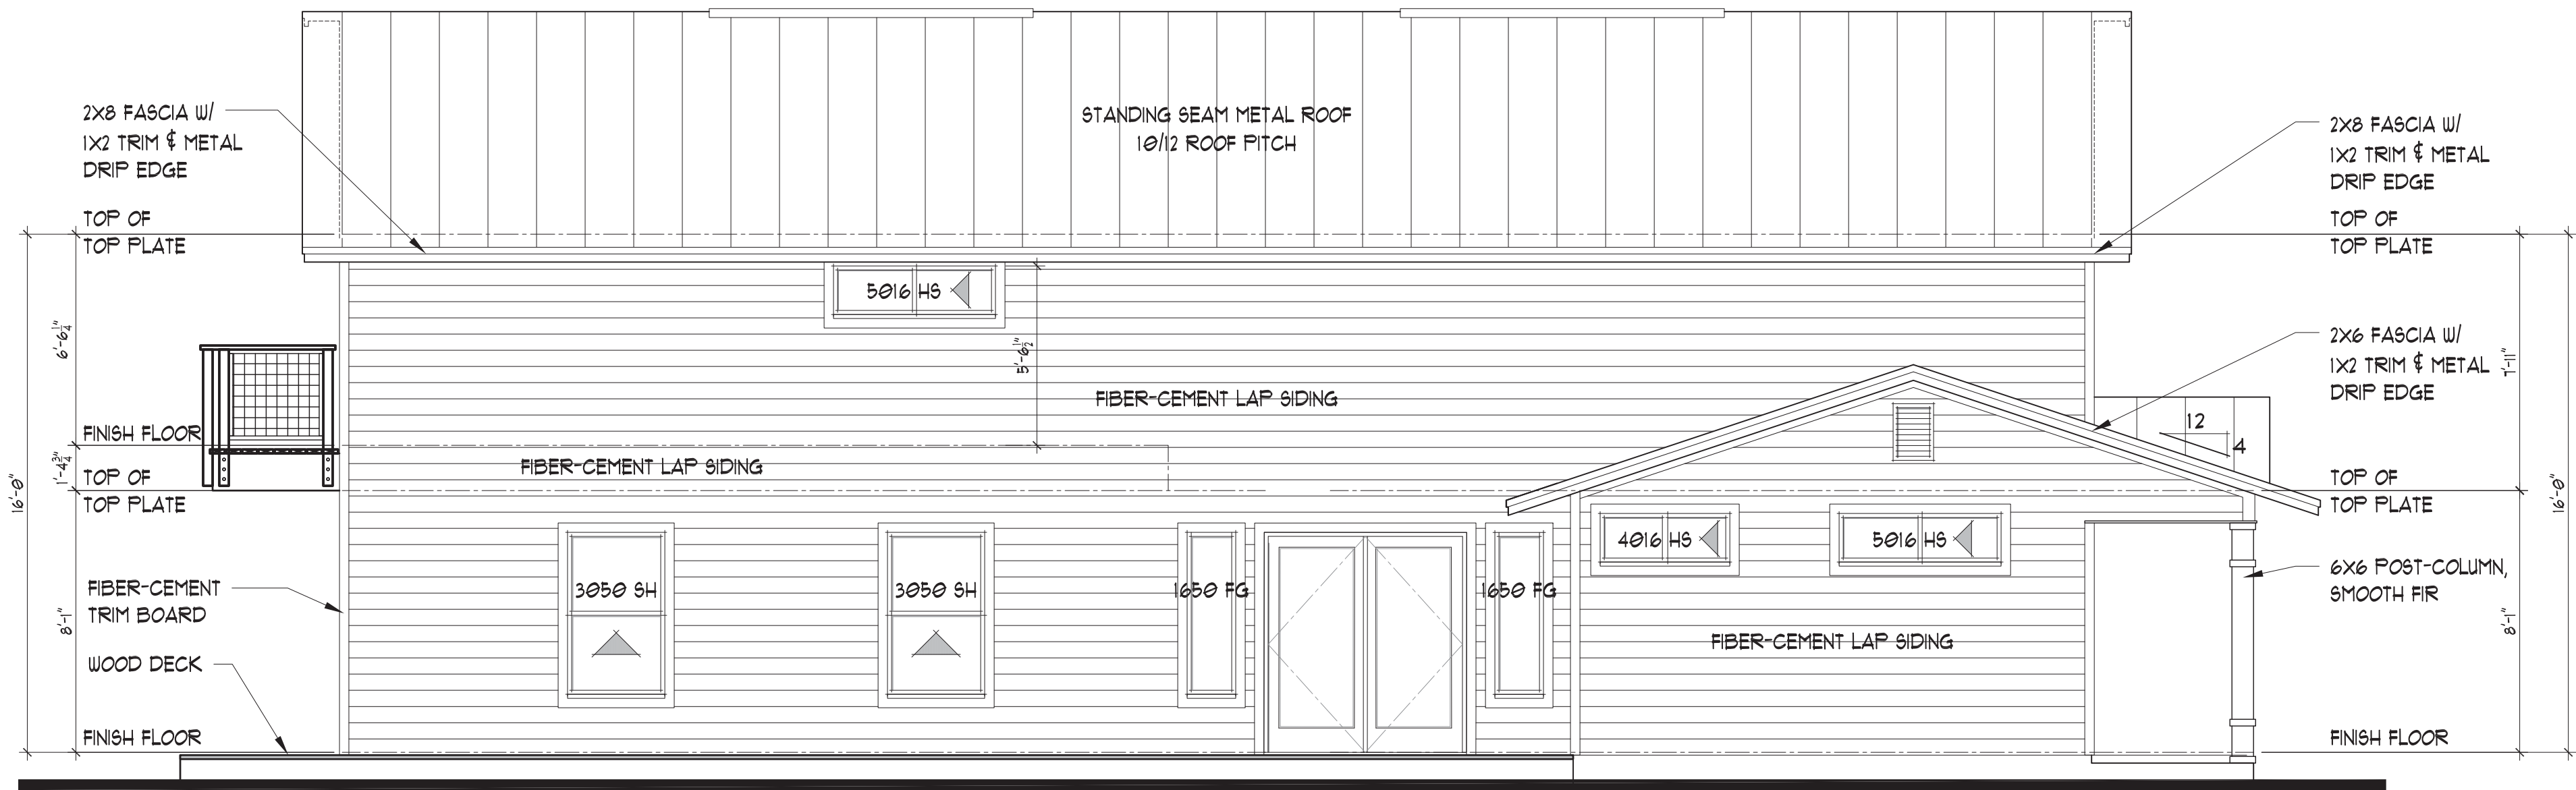 STANDING SEAM METAL ROOF
10/12 ROOF PITCH
2X8 FASCIA W/
1X2 TRIM & METAL
DRIP EDGE
TOP OF
TOP PLATE
2X8 FASCIA W/
1X2 TRIM & METAL
DRIP EDGE
TOP OF
TOP PLATE
5016 HS
6'-6 1/4"
5'-6 1/2"
2X6 FASCIA W/
1X2 TRIM & METAL
DRIP EDGE
7'-11"
FIBER-CEMENT LAP SIDING
12
4
FINISH FLOOR
1'-4 3/4"
FIBER-CEMENT LAP SIDING
TOP OF
TOP PLATE
TOP OF
TOP PLATE
16'-0"
16'-0"
4016 HS
5016 HS
3050 SH
3050 SH
1650 FG
1650 FG
6X6 POST-COLUMN,
SMOOTH FIR
FIBER-CEMENT
TRIM BOARD
8'-1"
8'-1"
FIBER-CEMENT LAP SIDING
WOOD DECK
FINISH FLOOR
FINISH FLOOR